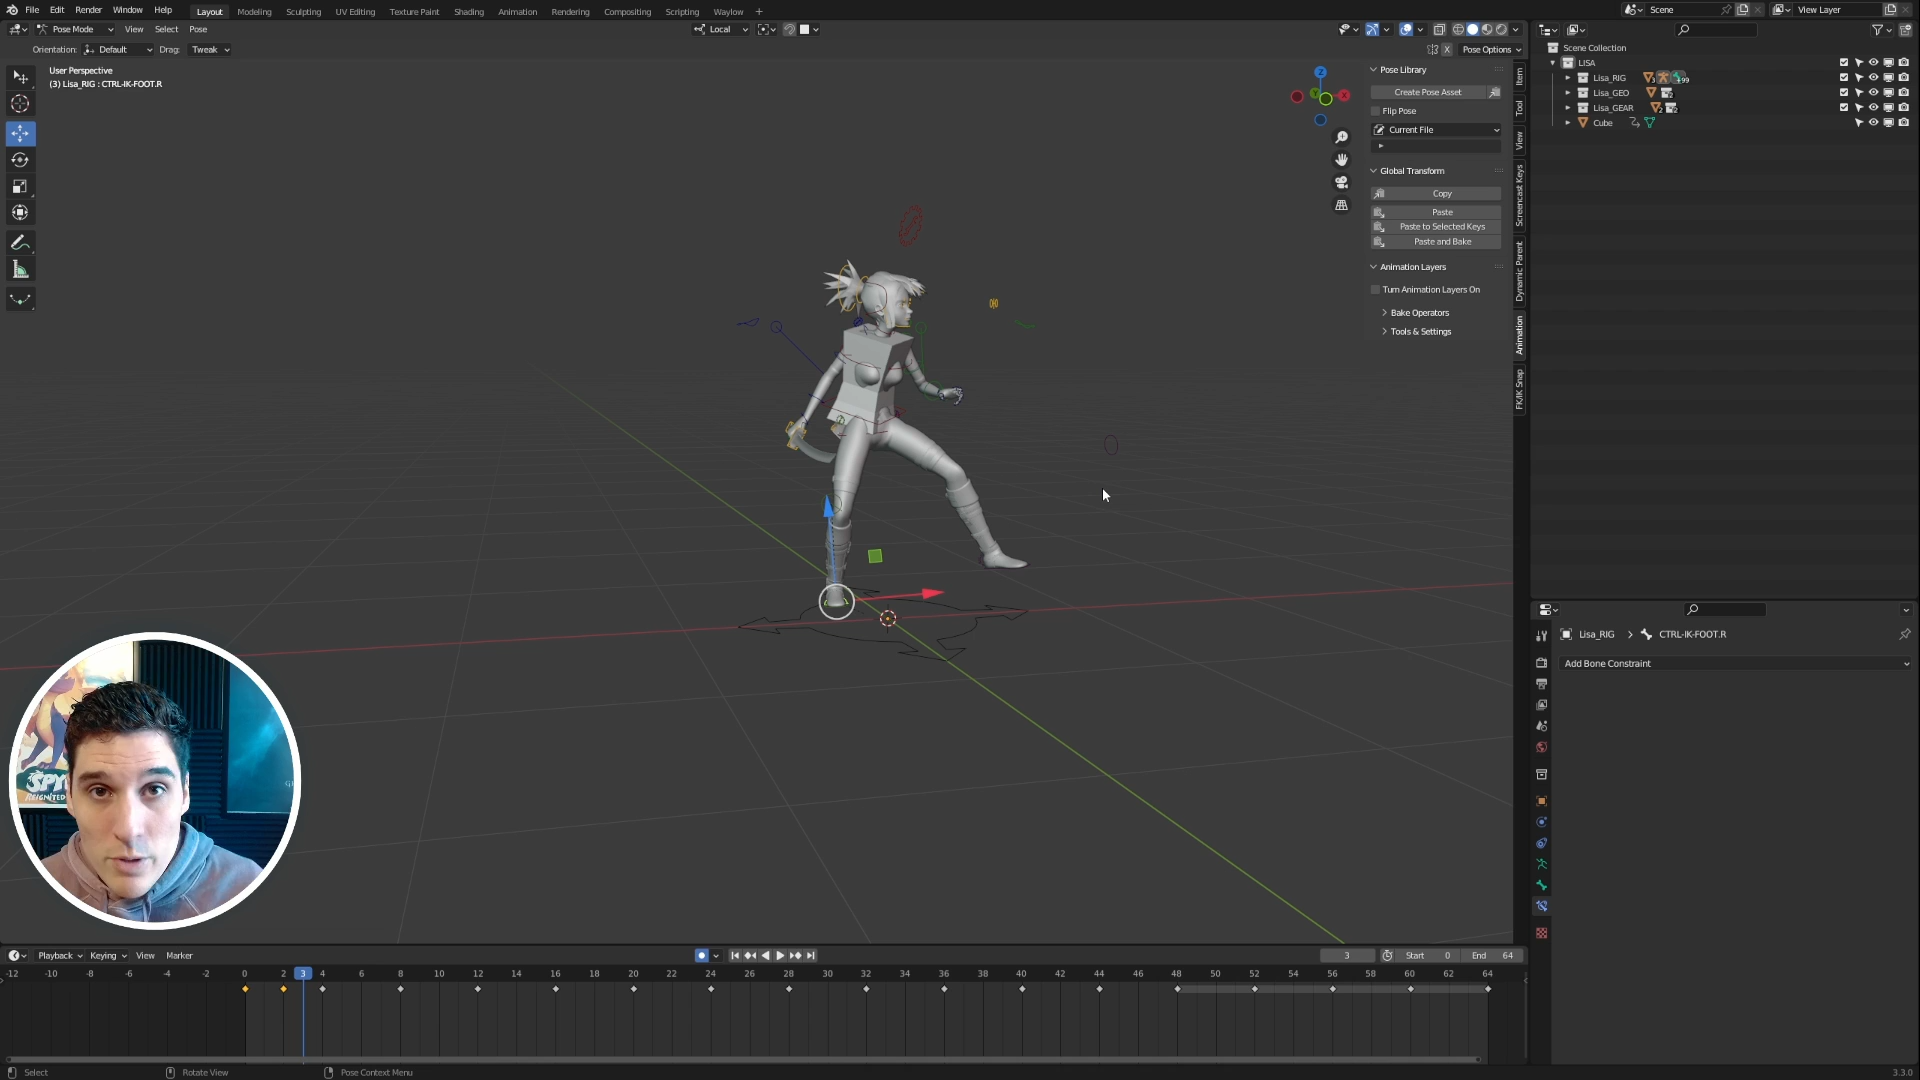 File Edit Render Window Help Layout Modeling Sculpting UV Editing Texture Paint Shading Animation Rendering Compositing Scripting Waylow + Scene View Layer
Pose Mode View Select Pose Local
Orientation: Default Drag: Tweak X Pose Options
User Perspective
(3) Lisa_RIG : CTRL-IK-FOOT.R
Z
X
Y
Pose Library
Create Pose Asset
Flip Pose
Current File
Global Transform
Copy
Paste
Paste to Selected Keys
Paste and Bake
Animation Layers
Turn Animation Layers On
Bake Operators
Tools & Settings
Item
Tool
View
Screencast Keys
Dynamic Parent
Animation
FK/IK Snap
Scene Collection
LISA
Lisa_RIG
Lisa_GEO
Lisa_GEAR
Cube
Lisa_RIG > CTRL-IK-FOOT.R
Add Bone Constraint
SPY
REIGNITED
Playback Keying View Marker 3 Start 0 End 64
-12 -10 -8 -6 -4 -2 0 2 3 4 6 8 10 12 14 16 18 20 22 24 26 28 30 32 34 36 38 40 42 44 46 48 50 52 54 56 58 60 62 64
Select Rotate View Pose Context Menu 3.3.0